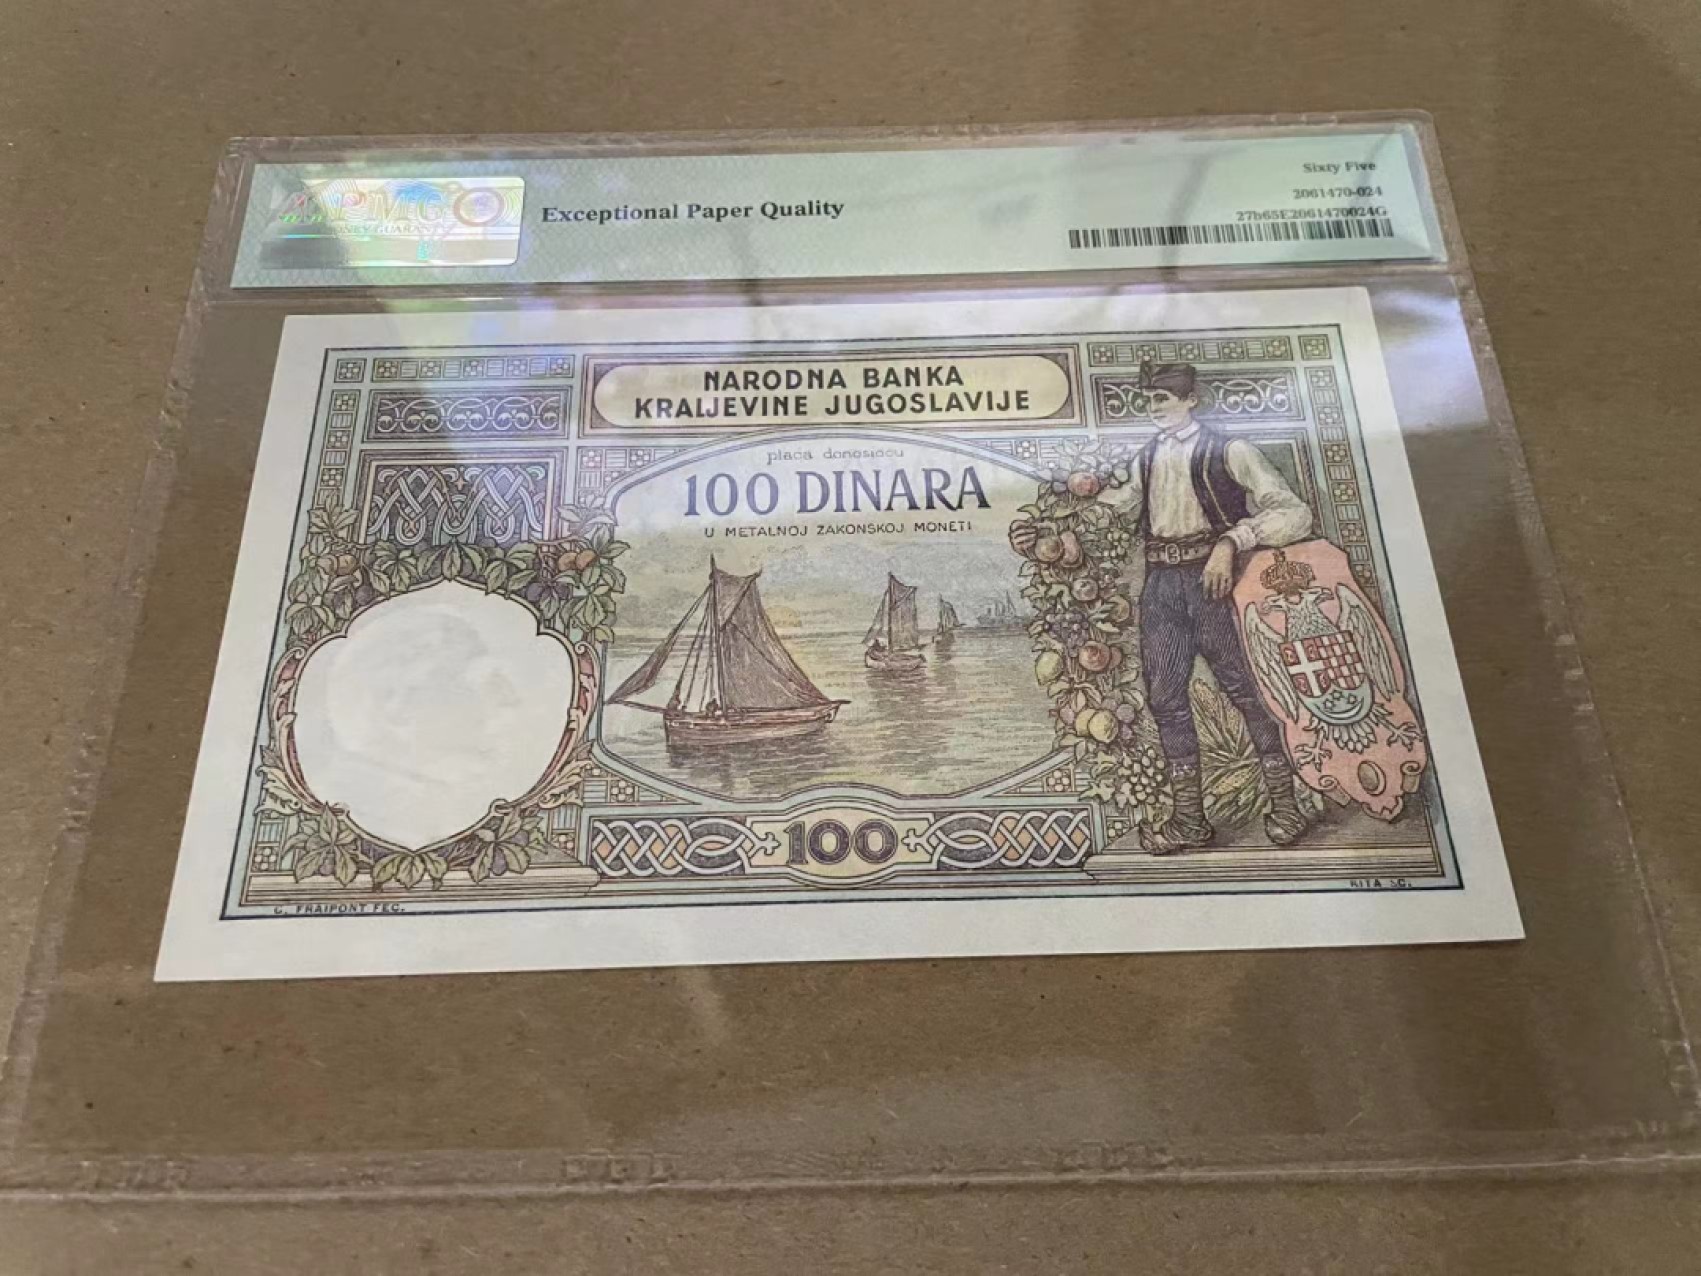 PMG
Exceptional Paper Quality
Sixty Five
2061470-024
27b65E2061470024G
NARODNA BANKA
KRALJEVINE JUGOSLAVIJE
plaća donosiocu
100 DINARA
U METALNOJ ZAKONSKOJ MONETI
100
C. FRAIPONT FEC.
RITA SC.